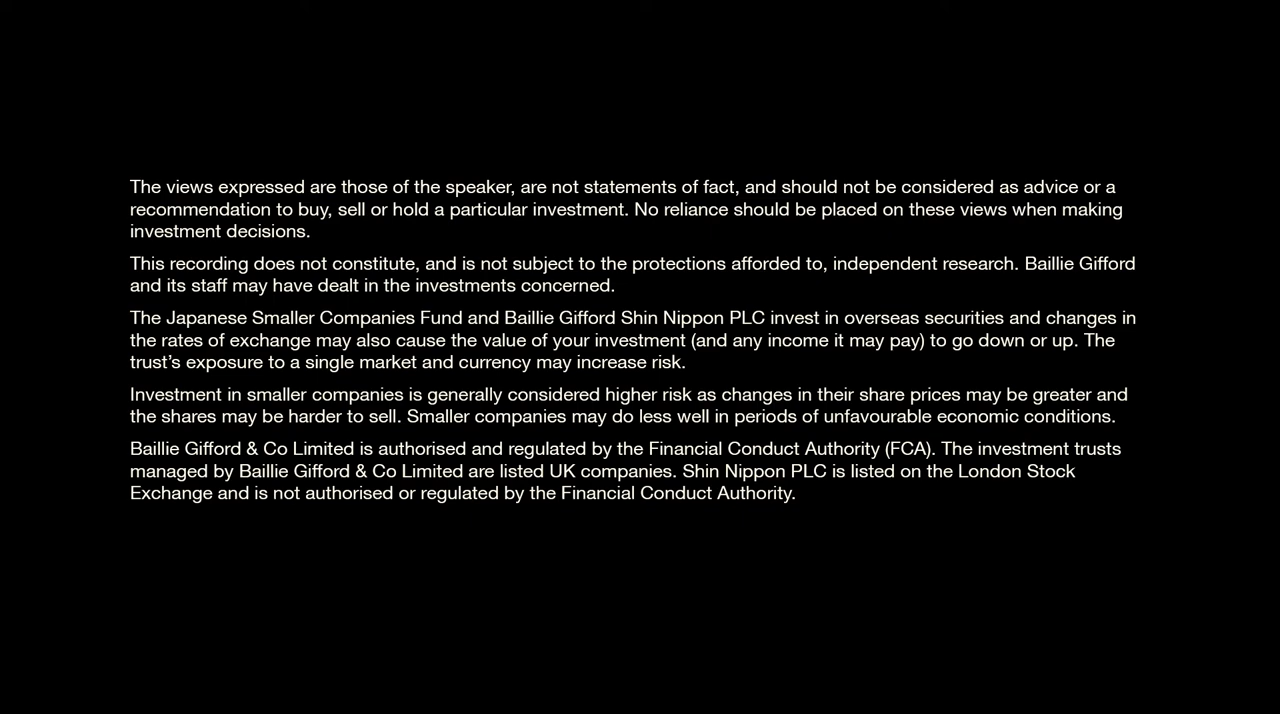 The views expressed are those of the speaker, are not statements of fact, and should not be considered as advice or a
recommendation to buy, sell or hold a particular investment. No reliance should be placed on these views when making
investment decisions.
This recording does not constitute, and is not subject to the protections afforded to, independent research. Baillie Gifford
and its staff may have dealt in the investments concerned.
The Japanese Smaller Companies Fund and Baillie Gifford Shin Nippon PLC invest in overseas securities and changes in
the rates of exchange may also cause the value of your investment (and any income it may pay) to go down or up. The
trust’s exposure to a single market and currency may increase risk.
Investment in smaller companies is generally considered higher risk as changes in their share prices may be greater and
the shares may be harder to sell. Smaller companies may do less well in periods of unfavourable economic conditions.
Baillie Gifford & Co Limited is authorised and regulated by the Financial Conduct Authority (FCA). The investment trusts
managed by Baillie Gifford & Co Limited are listed UK companies. Shin Nippon PLC is listed on the London Stock
Exchange and is not authorised or regulated by the Financial Conduct Authority.